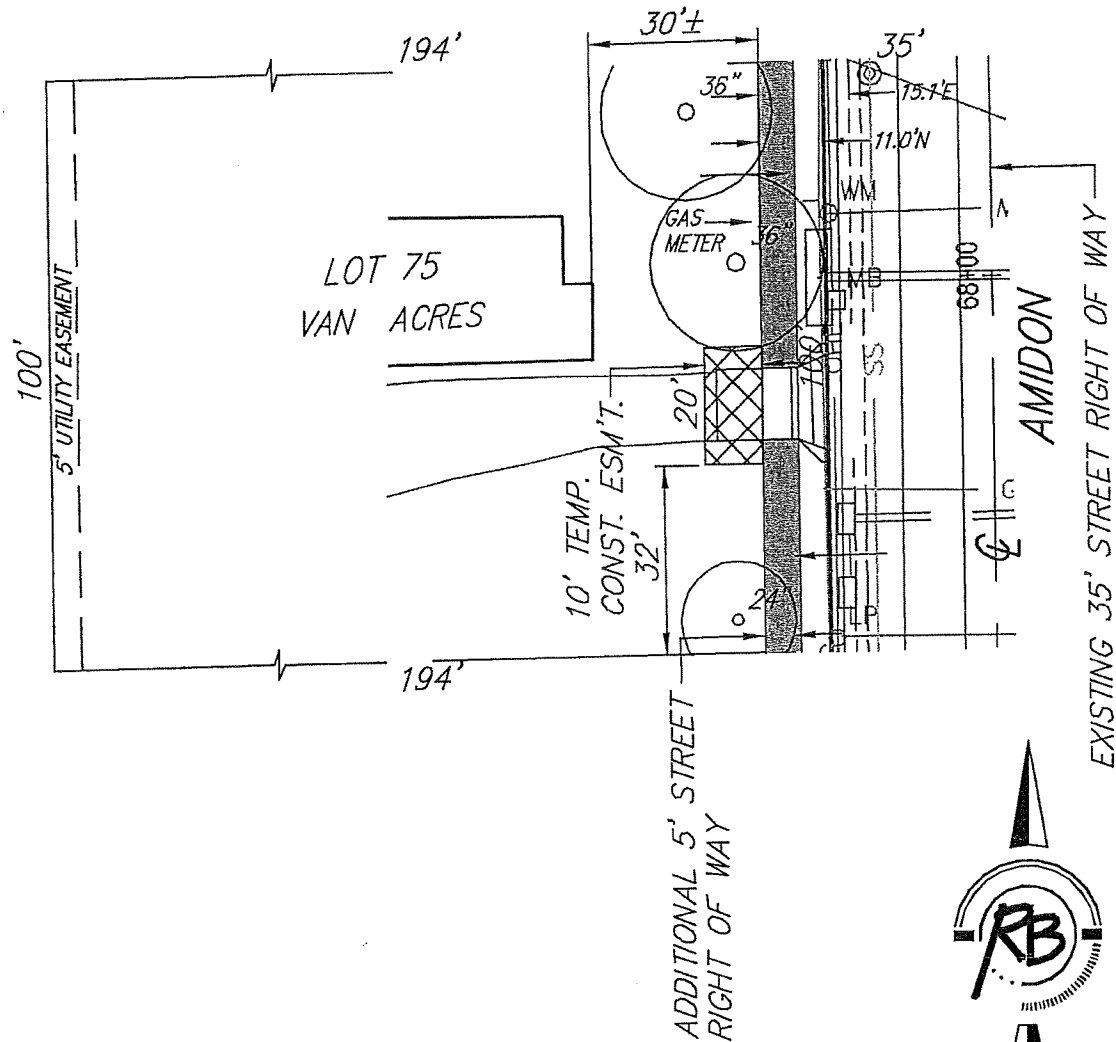 194'
30'±
35'
36"
15.1'E
11.0'N
WM
GAS
METER
36"
LOT 75
VAN ACRES
100'
5' UTILITY EASEMENT
68+00
AMIDON
EXISTING 35' STREET RIGHT OF WAY
SS
20'
10' TEMP.
CONST. ESM'T.
32'
G
℄
24"
P
194'
ADDITIONAL 5' STREET
RIGHT OF WAY
RB